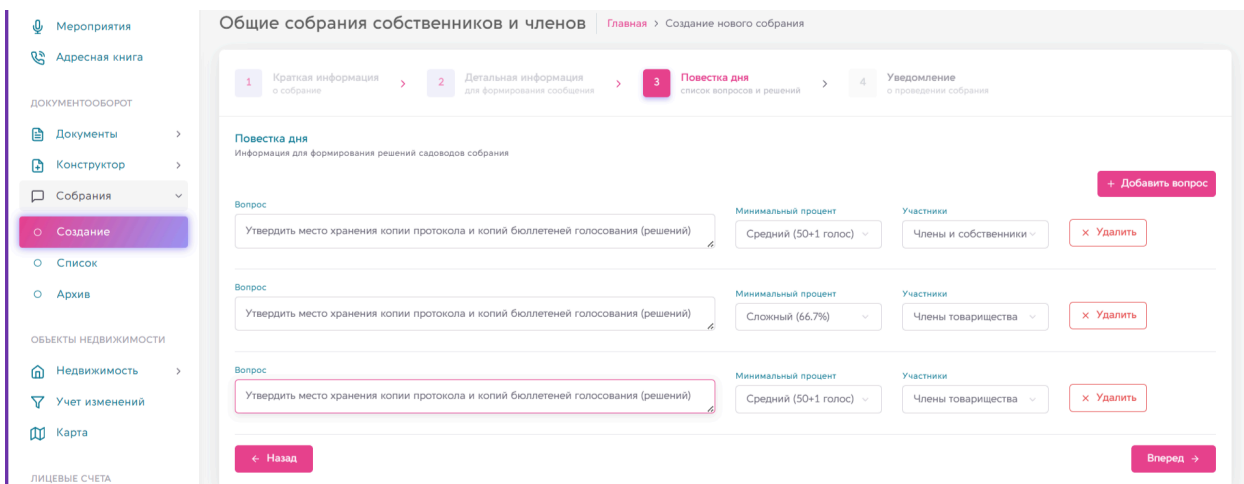 Мероприятия
Адресная книга
ДОКУМЕНТООБОРОТ
Документы
Конструктор
Собрания
Создание
Список
Архив
ОБЪЕКТЫ НЕДВИЖИМОСТИ
Недвижимость
Учет изменений
Карта
ЛИЦЕВЫЕ СЧЕТА
Общие собрания собственников и членов
Главная > Создание нового собрания
1 Краткая информация
о собрание
2 Детальная информация
для формирования сообщения
3 Повестка дня
список вопросов и решений
4 Уведомление
о проведении собрания
Повестка дня
Информация для формирования решений садоводов собрания
+ Добавить вопрос
Вопрос
Утвердить место хранения копии протокола и копий бюллетеней голосования (решений)
Минимальный процент
Средний (50+1 голос)
Участники
Члены и собственники
× Удалить
Вопрос
Утвердить место хранения копии протокола и копий бюллетеней голосования (решений)
Минимальный процент
Сложный (66.7%)
Участники
Члены товарищества
× Удалить
Вопрос
Утвердить место хранения копии протокола и копий бюллетеней голосования (решений)
Минимальный процент
Средний (50+1 голос)
Участники
Члены товарищества
× Удалить
← Назад
Вперед →